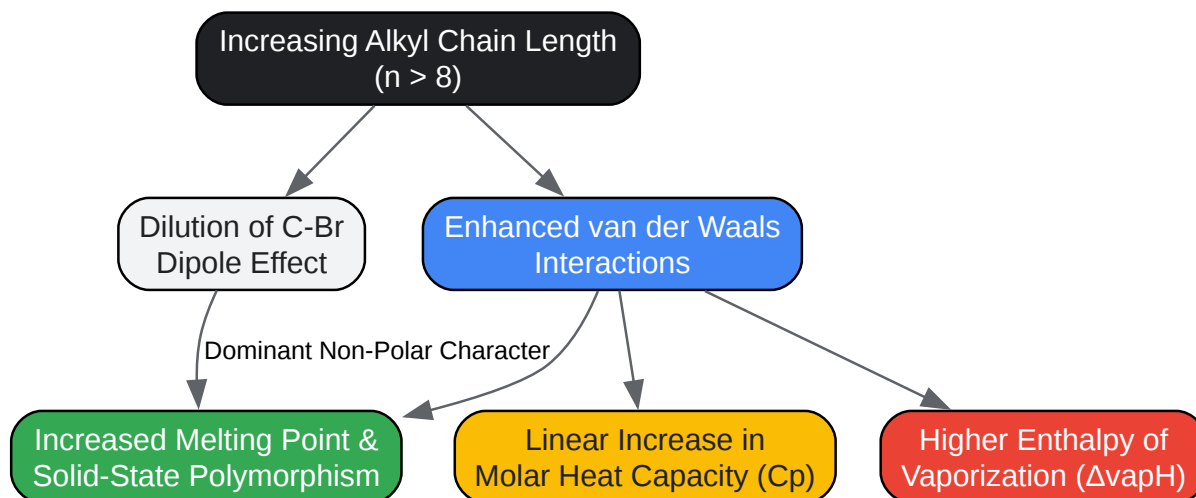 Increasing Alkyl Chain Length
(n > 8)
Dilution of C-Br
Dipole Effect
Enhanced van der Waals
Interactions
Dominant Non-Polar Character
Increased Melting Point &
Solid-State Polymorphism
Linear Increase in
Molar Heat Capacity (Cp)
Higher Enthalpy of
Vaporization (ΔvapH)